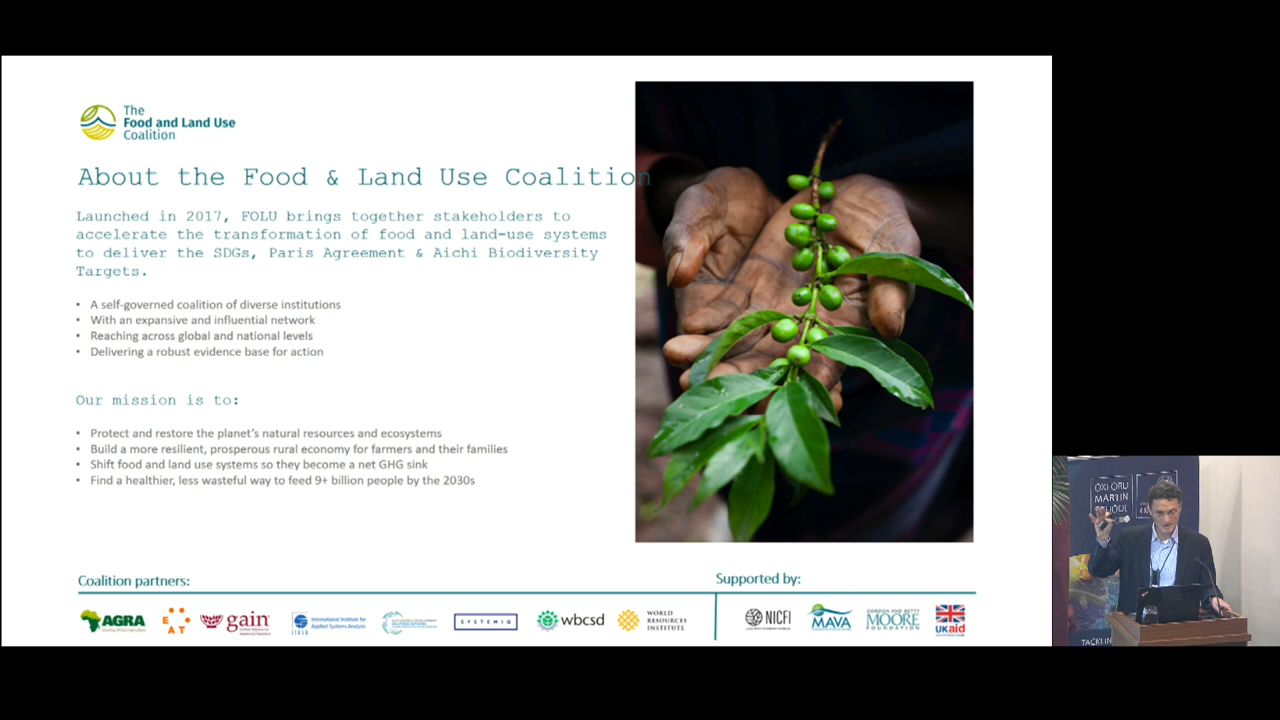 The
Food and Land Use
Coalition
About the Food & Land Use Coalition
Launched in 2017, FOLU brings together stakeholders to
accelerate the transformation of food and land-use systems
to deliver the SDGs, Paris Agreement & Aichi Biodiversity
Targets.
• A self-governed coalition of diverse institutions
• With an expansive and influential network
• Reaching across global and national levels
• Delivering a robust evidence base for action
Our mission is to:
• Protect and restore the planet's natural resources and ecosystems
• Build a more resilient, prosperous rural economy for farmers and their families
• Shift food and land use systems so they become a net GHG sink
• Find a healthier, less wasteful way to feed 9+ billion people by the 2030s
Coalition partners:
Supported by:
AGRA
EAT
gain
International Institute for
Applied Systems Analysis
IIASA
SYSTEMIQ
wbcsd
WORLD
RESOURCES
INSTITUTE
NICFI
MAVA
GORDON AND BETTY
MOORE
FOUNDATION
UKaid
OXFORD
MARTIN
SCHOOL
TACKLIN